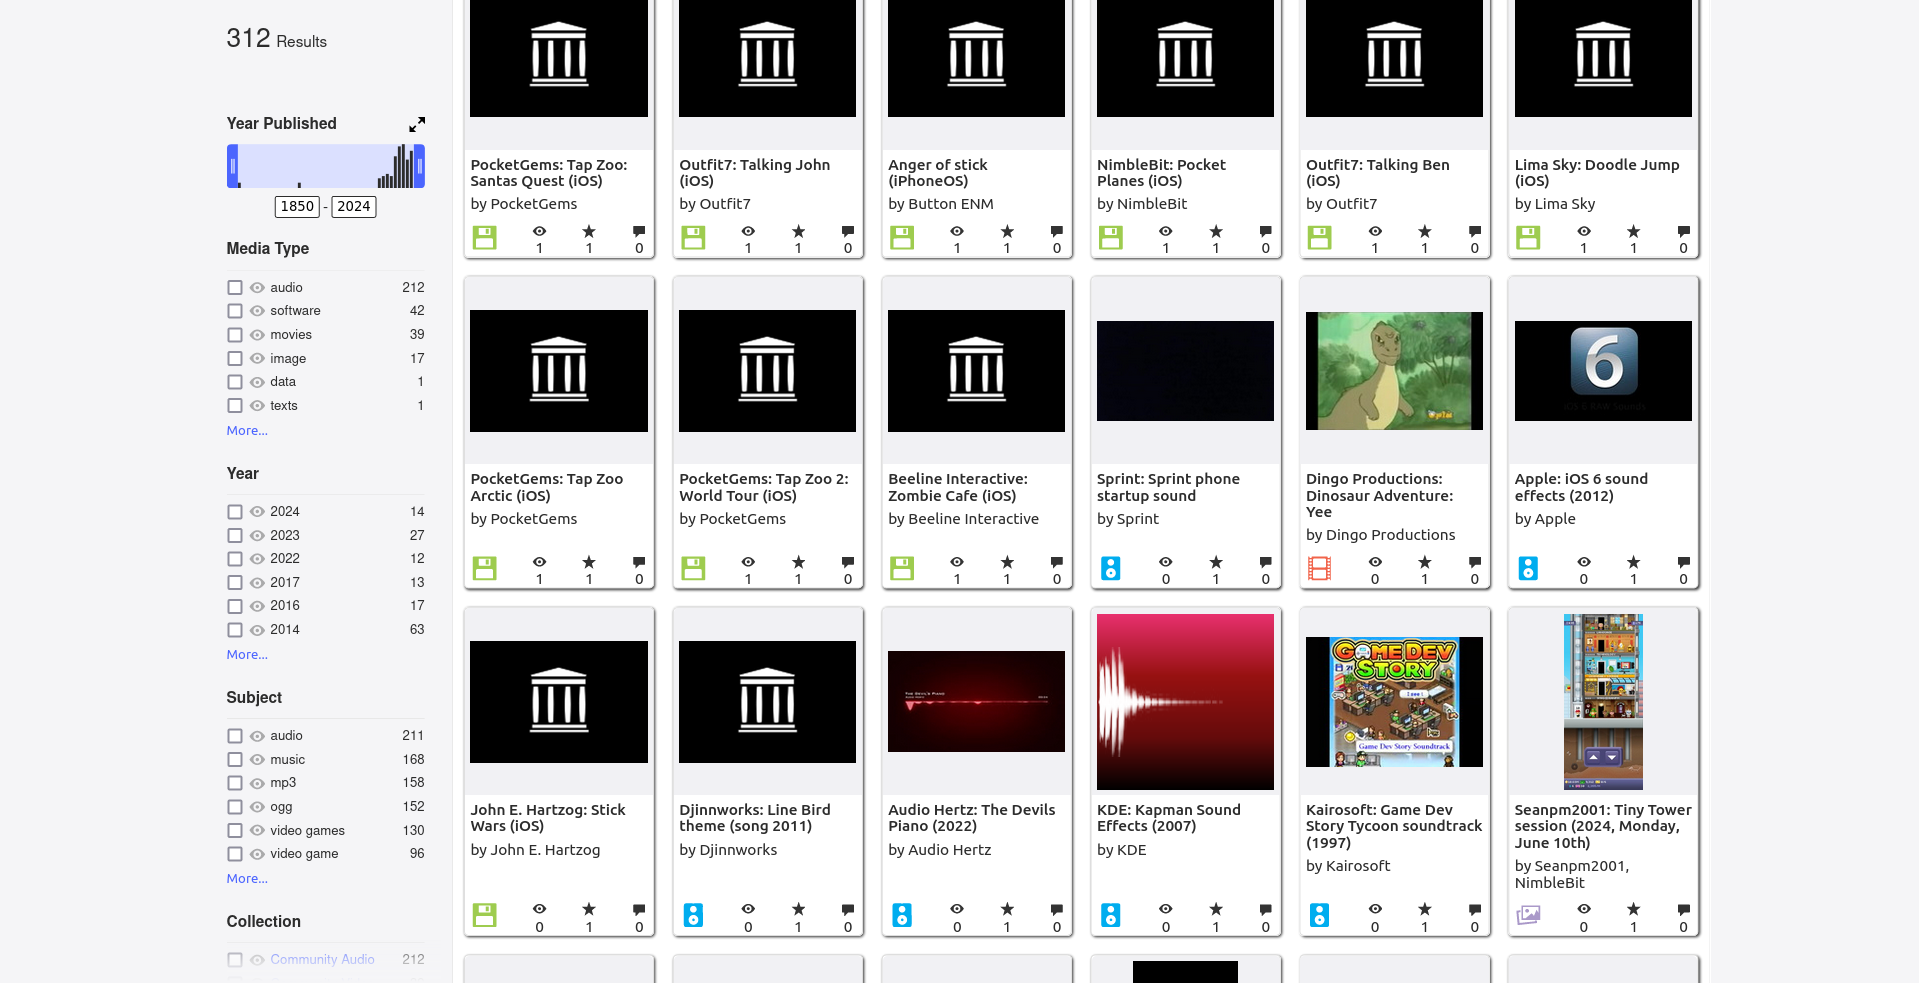 312 Results
Year Published
1850 - 2024
Media Type
audio 212
software 42
movies 39
image 17
data 1
texts 1
More...
Year
2024 14
2023 27
2022 12
2017 13
2016 17
2014 63
More...
Subject
audio 211
music 168
mp3 158
ogg 152
video games 130
video game 96
More...
Collection
Community Audio 212
PocketGems: Tap Zoo:
Santas Quest (iOS)
by PocketGems
1 1 0
Outfit7: Talking John
(iOS)
by Outfit7
1 1 0
Anger of stick
(iPhoneOS)
by Button ENM
1 1 0
NimbleBit: Pocket
Planes (iOS)
by NimbleBit
1 1 0
Outfit7: Talking Ben
(iOS)
by Outfit7
1 1 0
Lima Sky: Doodle Jump
(iOS)
by Lima Sky
1 1 0
PocketGems: Tap Zoo
Arctic (iOS)
by PocketGems
1 1 0
PocketGems: Tap Zoo 2:
World Tour (iOS)
by PocketGems
1 1 0
Beeline Interactive:
Zombie Cafe (iOS)
by Beeline Interactive
1 1 0
Sprint: Sprint phone
startup sound
by Sprint
0 1 0
Dingo Productions:
Dinosaur Adventure:
Yee
by Dingo Productions
0 1 0
6
Apple: iOS 6 sound
effects (2012)
by Apple
0 1 0
John E. Hartzog: Stick
Wars (iOS)
by John E. Hartzog
0 1 0
Djinnworks: Line Bird
theme (song 2011)
by Djinnworks
0 1 0
THE DEVIL'S PIANO
Audio Hertz: The Devils
Piano (2022)
by Audio Hertz
0 1 0
KDE: Kapman Sound
Effects (2007)
by KDE
0 1 0
GAME DEV
STORY
Game Dev Story Soundtrack
Kairosoft: Game Dev
Story Tycoon soundtrack
(1997)
by Kairosoft
0 1 0
Seanpm2001: Tiny Tower
session (2024, Monday,
June 10th)
by Seanpm2001,
NimbleBit
0 1 0